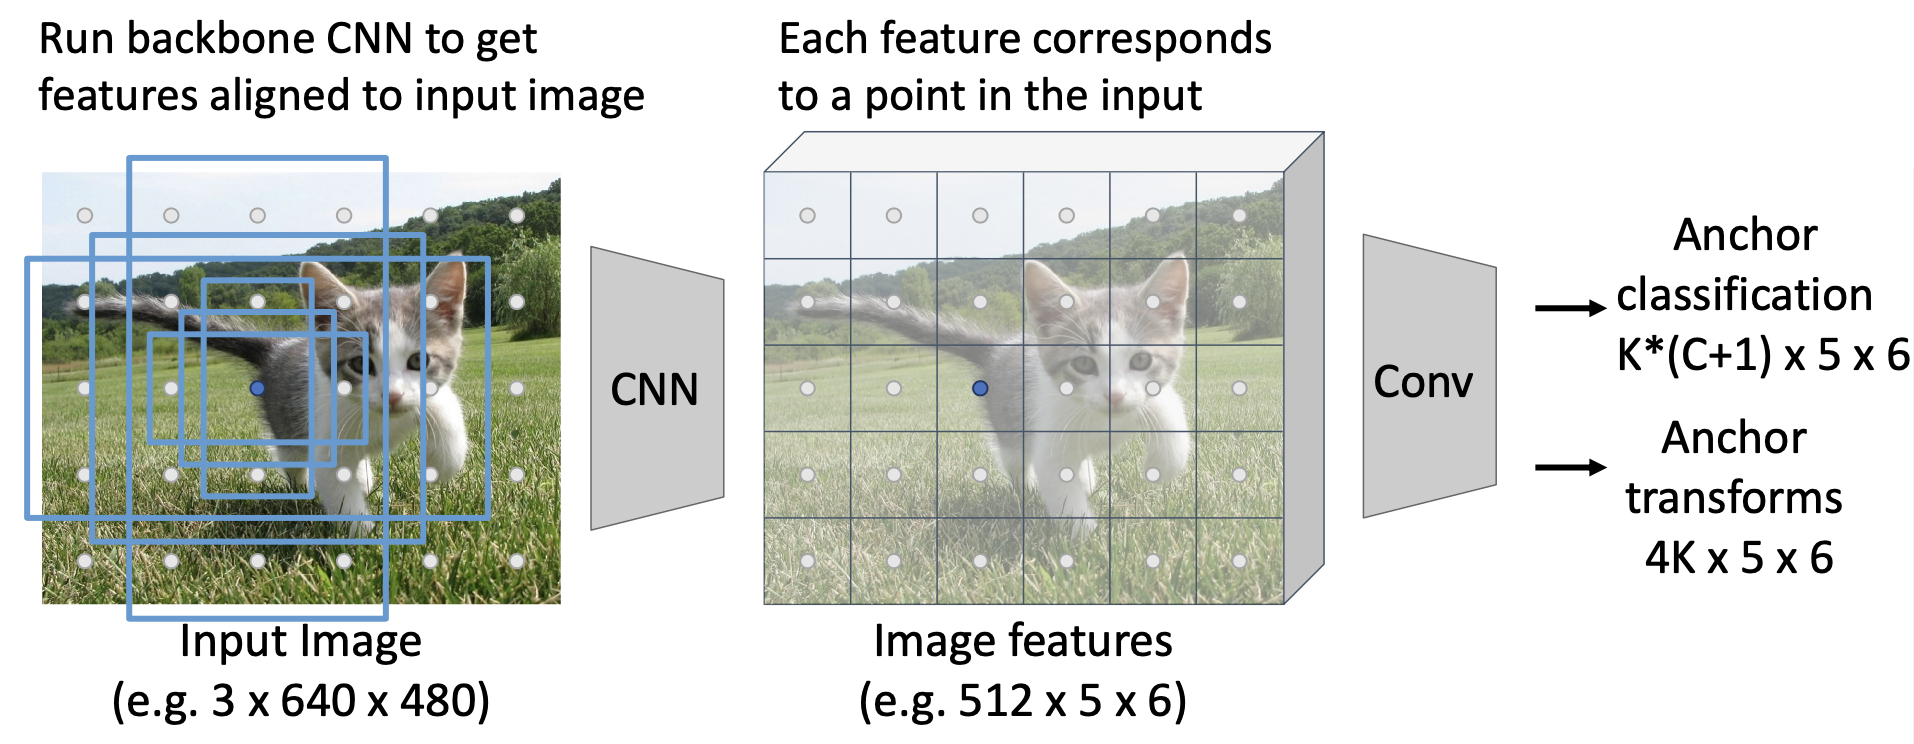 Run backbone CNN to get
features aligned to input image
Each feature corresponds
to a point in the input
CNN
Conv
Anchor
classification
K*(C+1) x 5 x 6
Anchor
transforms
4K x 5 x 6
Input Image
(e.g. 3 x 640 x 480)
Image features
(e.g. 512 x 5 x 6)